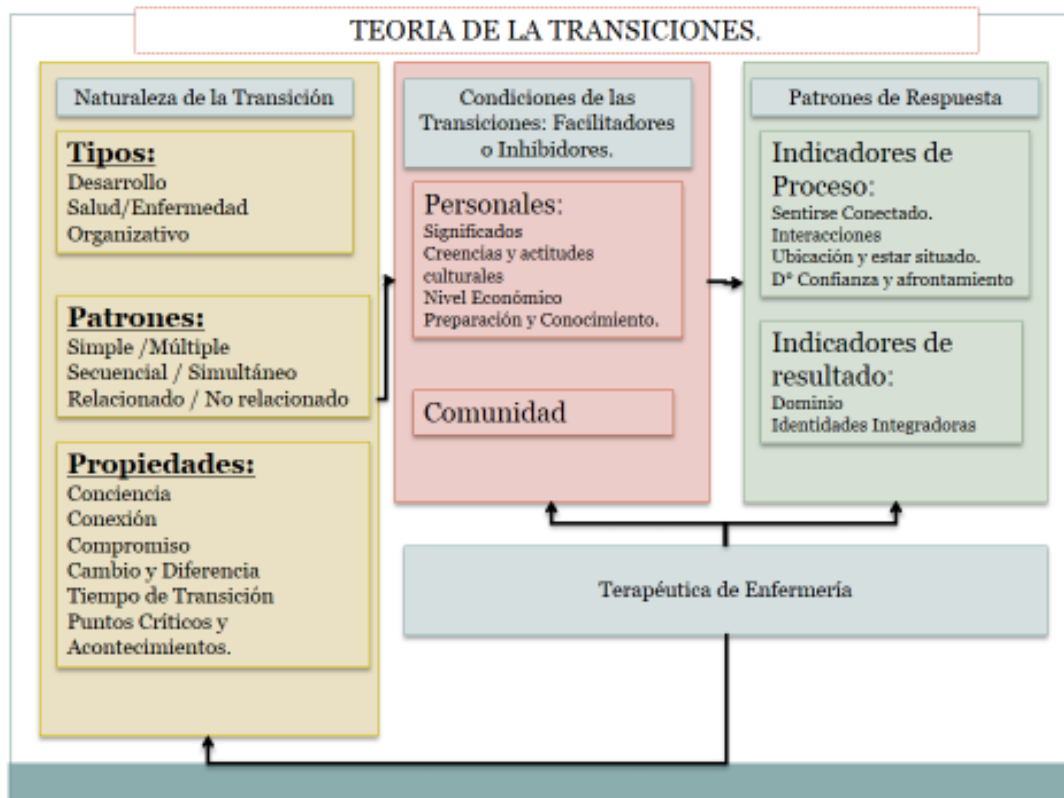 TEORIA DE LA TRANSICIONES.
Naturaleza de la Transición
Tipos:
Desarrollo
Salud/Enfermedad
Organizativo
Patrones:
Simple /Múltiple
Secuencial / Simultáneo
Relacionado / No relacionado
Propiedades:
Conciencia
Conexión
Compromiso
Cambio y Diferencia
Tiempo de Transición
Puntos Críticos y
Acontecimientos.
Condiciones de las
Transiciones: Facilitadores
o Inhibidores.
Personales:
Significados
Creencias y actitudes
culturales
Nivel Económico
Preparación y Conocimiento.
Comunidad
Patrones de Respuesta
Indicadores de
Proceso:
Sentirse Conectado.
Interacciones
Ubicación y estar situado.
D° Confianza y afrontamiento
Indicadores de
resultado:
Dominio
Identidades Integradoras
Terapéutica de Enfermería